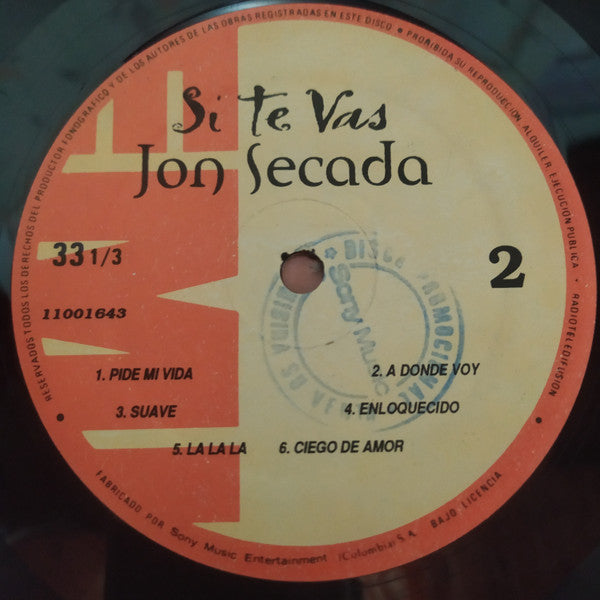 RESERVADOS TODOS LOS DERECHOS DEL PRODUCTOR FONOGRAFICO Y DE LOS AUTORES DE LAS OBRAS REGISTRADAS EN ESTE DISCO • PROHIBIDA SU REPRODUCCION, ALQUILER, EJECUCION PUBLICA • RADIOTELEDIFUSION •
Si Te Vas
Jon Secada
33 1/3
2
11001643
DISCO PROMOCIONAL
Sony Music
1. PIDE MI VIDA
2. A DONDE VOY
3. SUAVE
4. ENLOQUECIDO
5. LA LA LA
6. CIEGO DE AMOR
FABRICADO POR Sony Music Entertainment (Colombia) S.A. BAJO LICENCIA